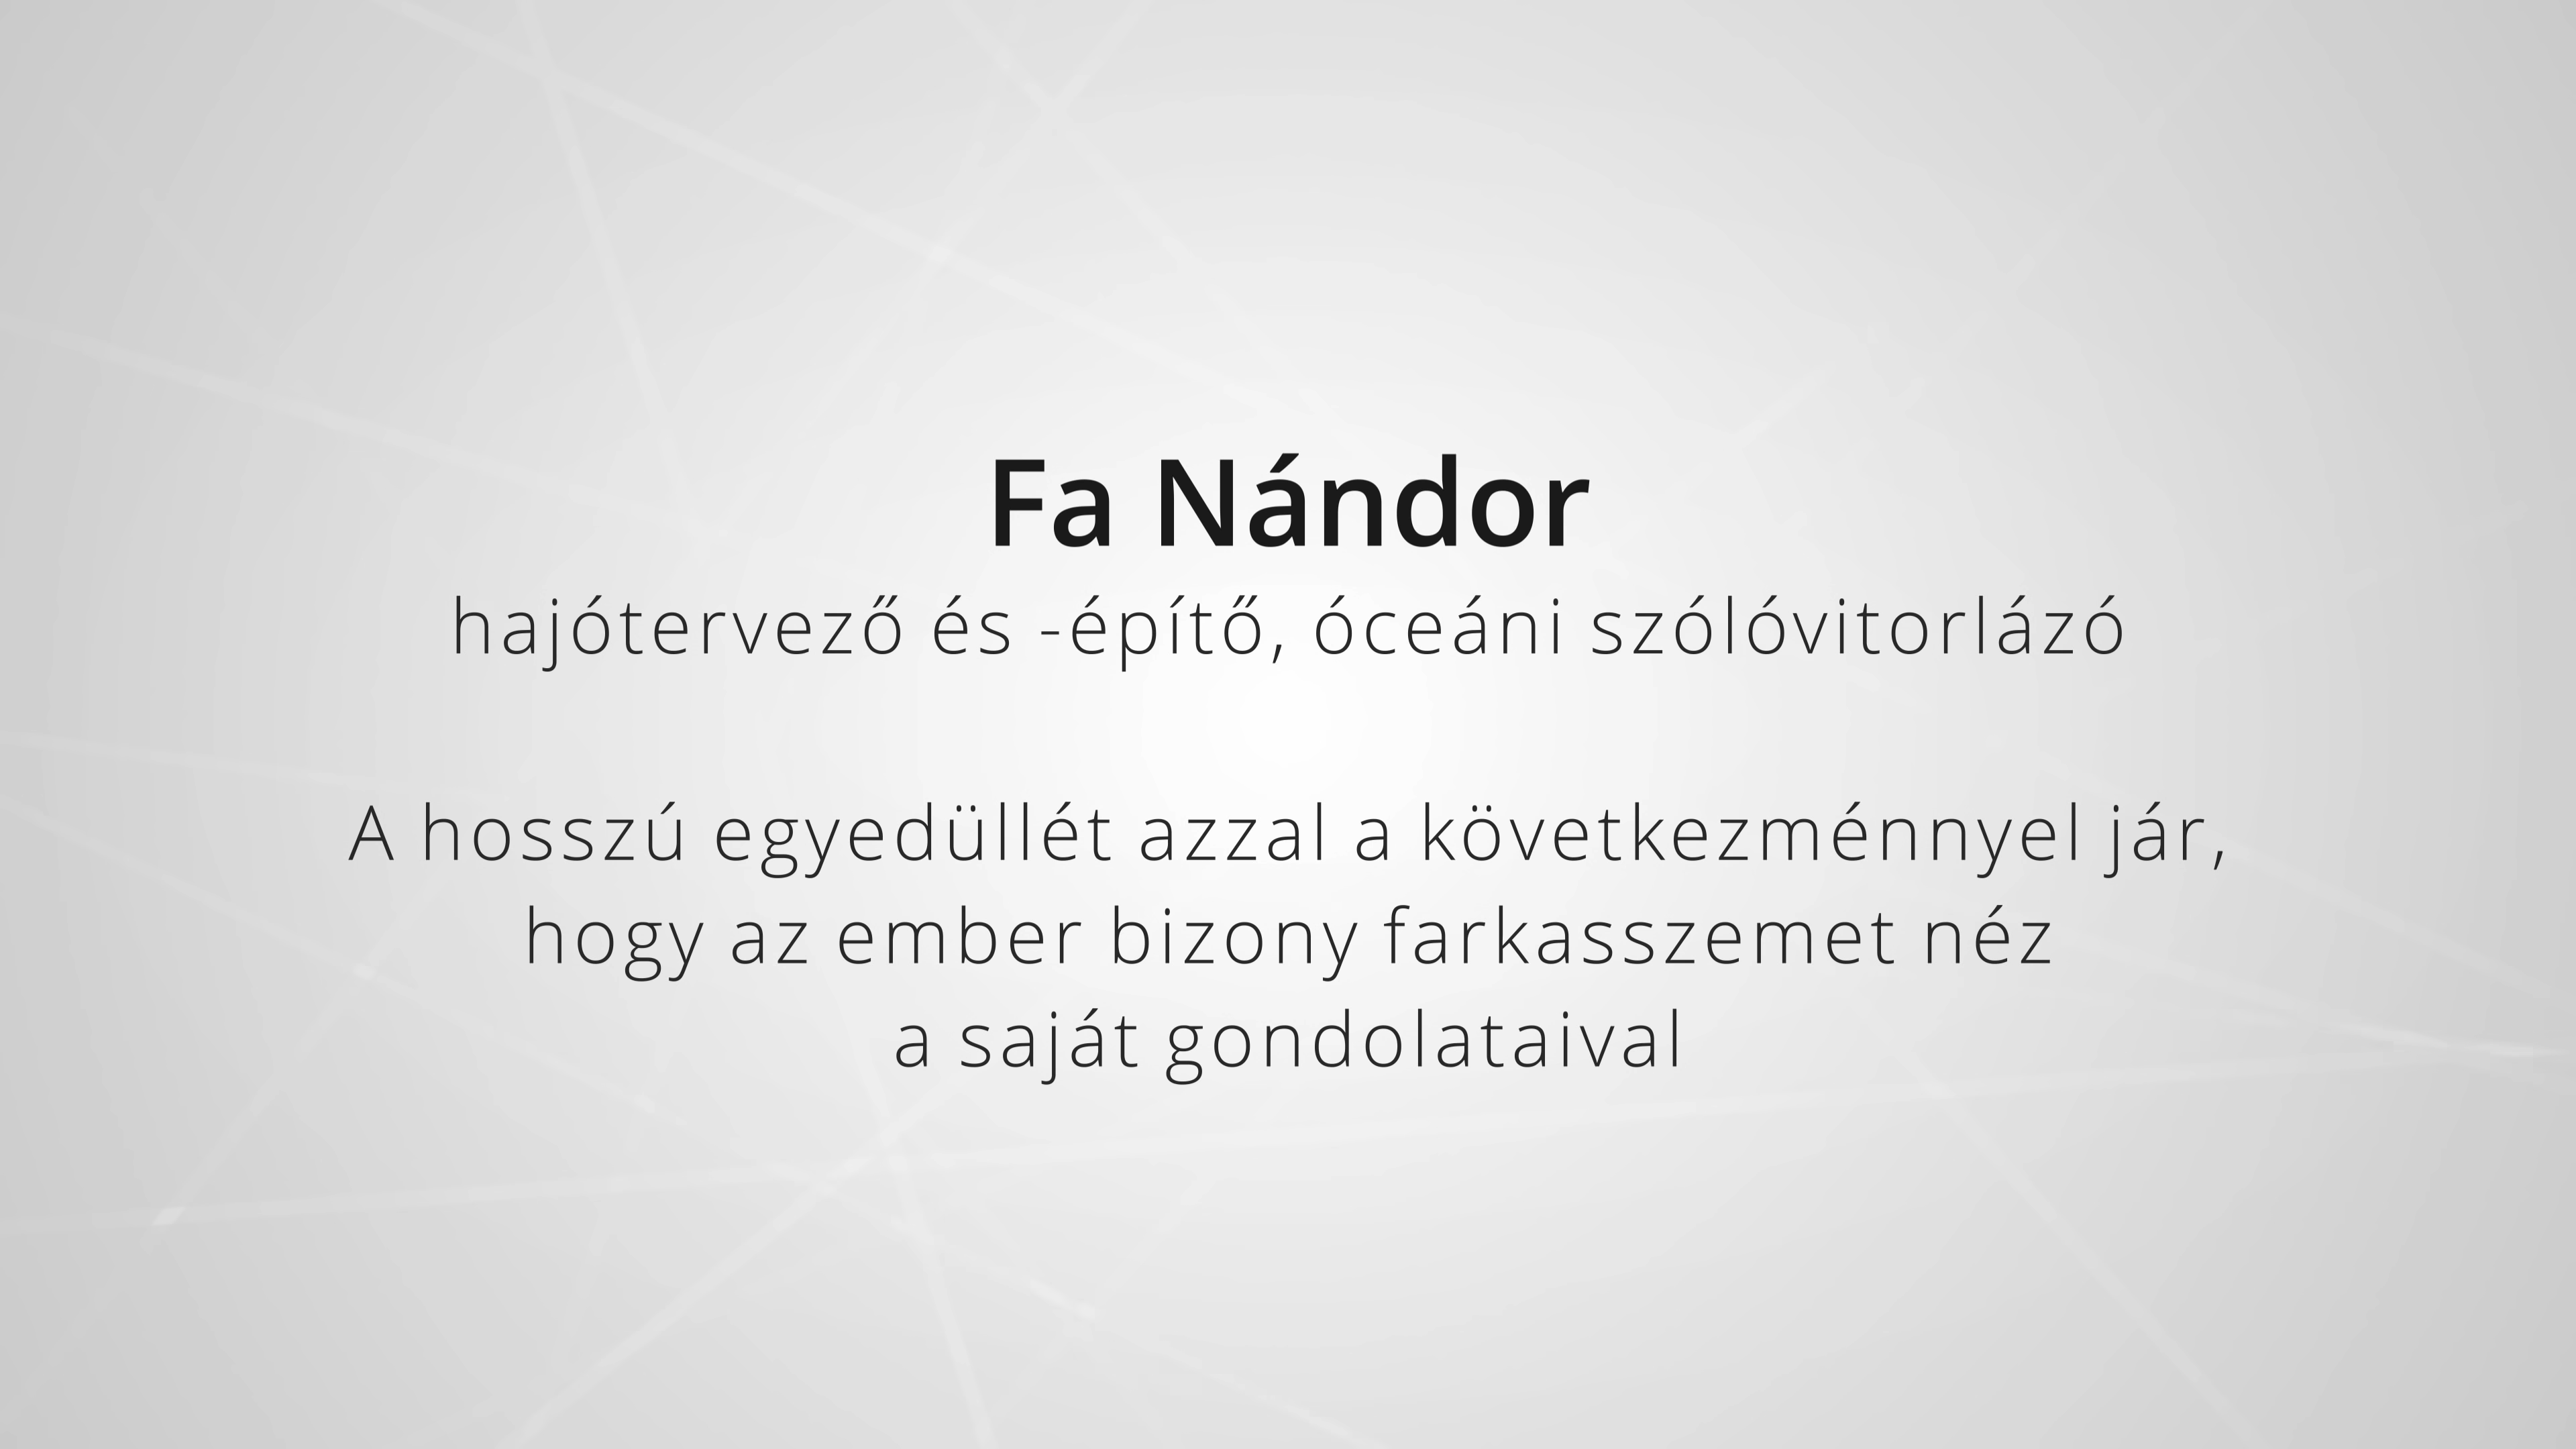 Fa Nándor
hajótervező és -építő, óceáni szólóvitorlázó
A hosszú egyedüllét azzal a következménnyel jár,
hogy az ember bizony farkasszemet néz
a saját gondolataival